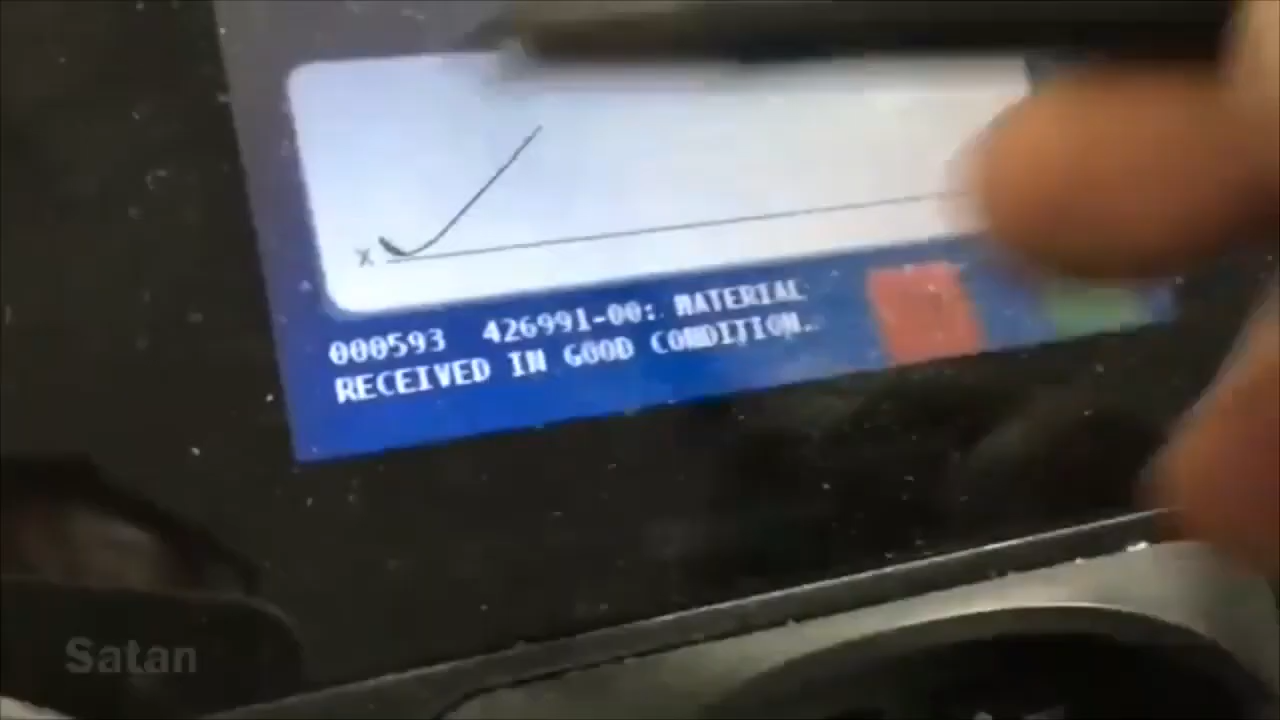 X
000593 426991-00: MATERIAL
RECEIVED IN GOOD CONDITION.
Satan